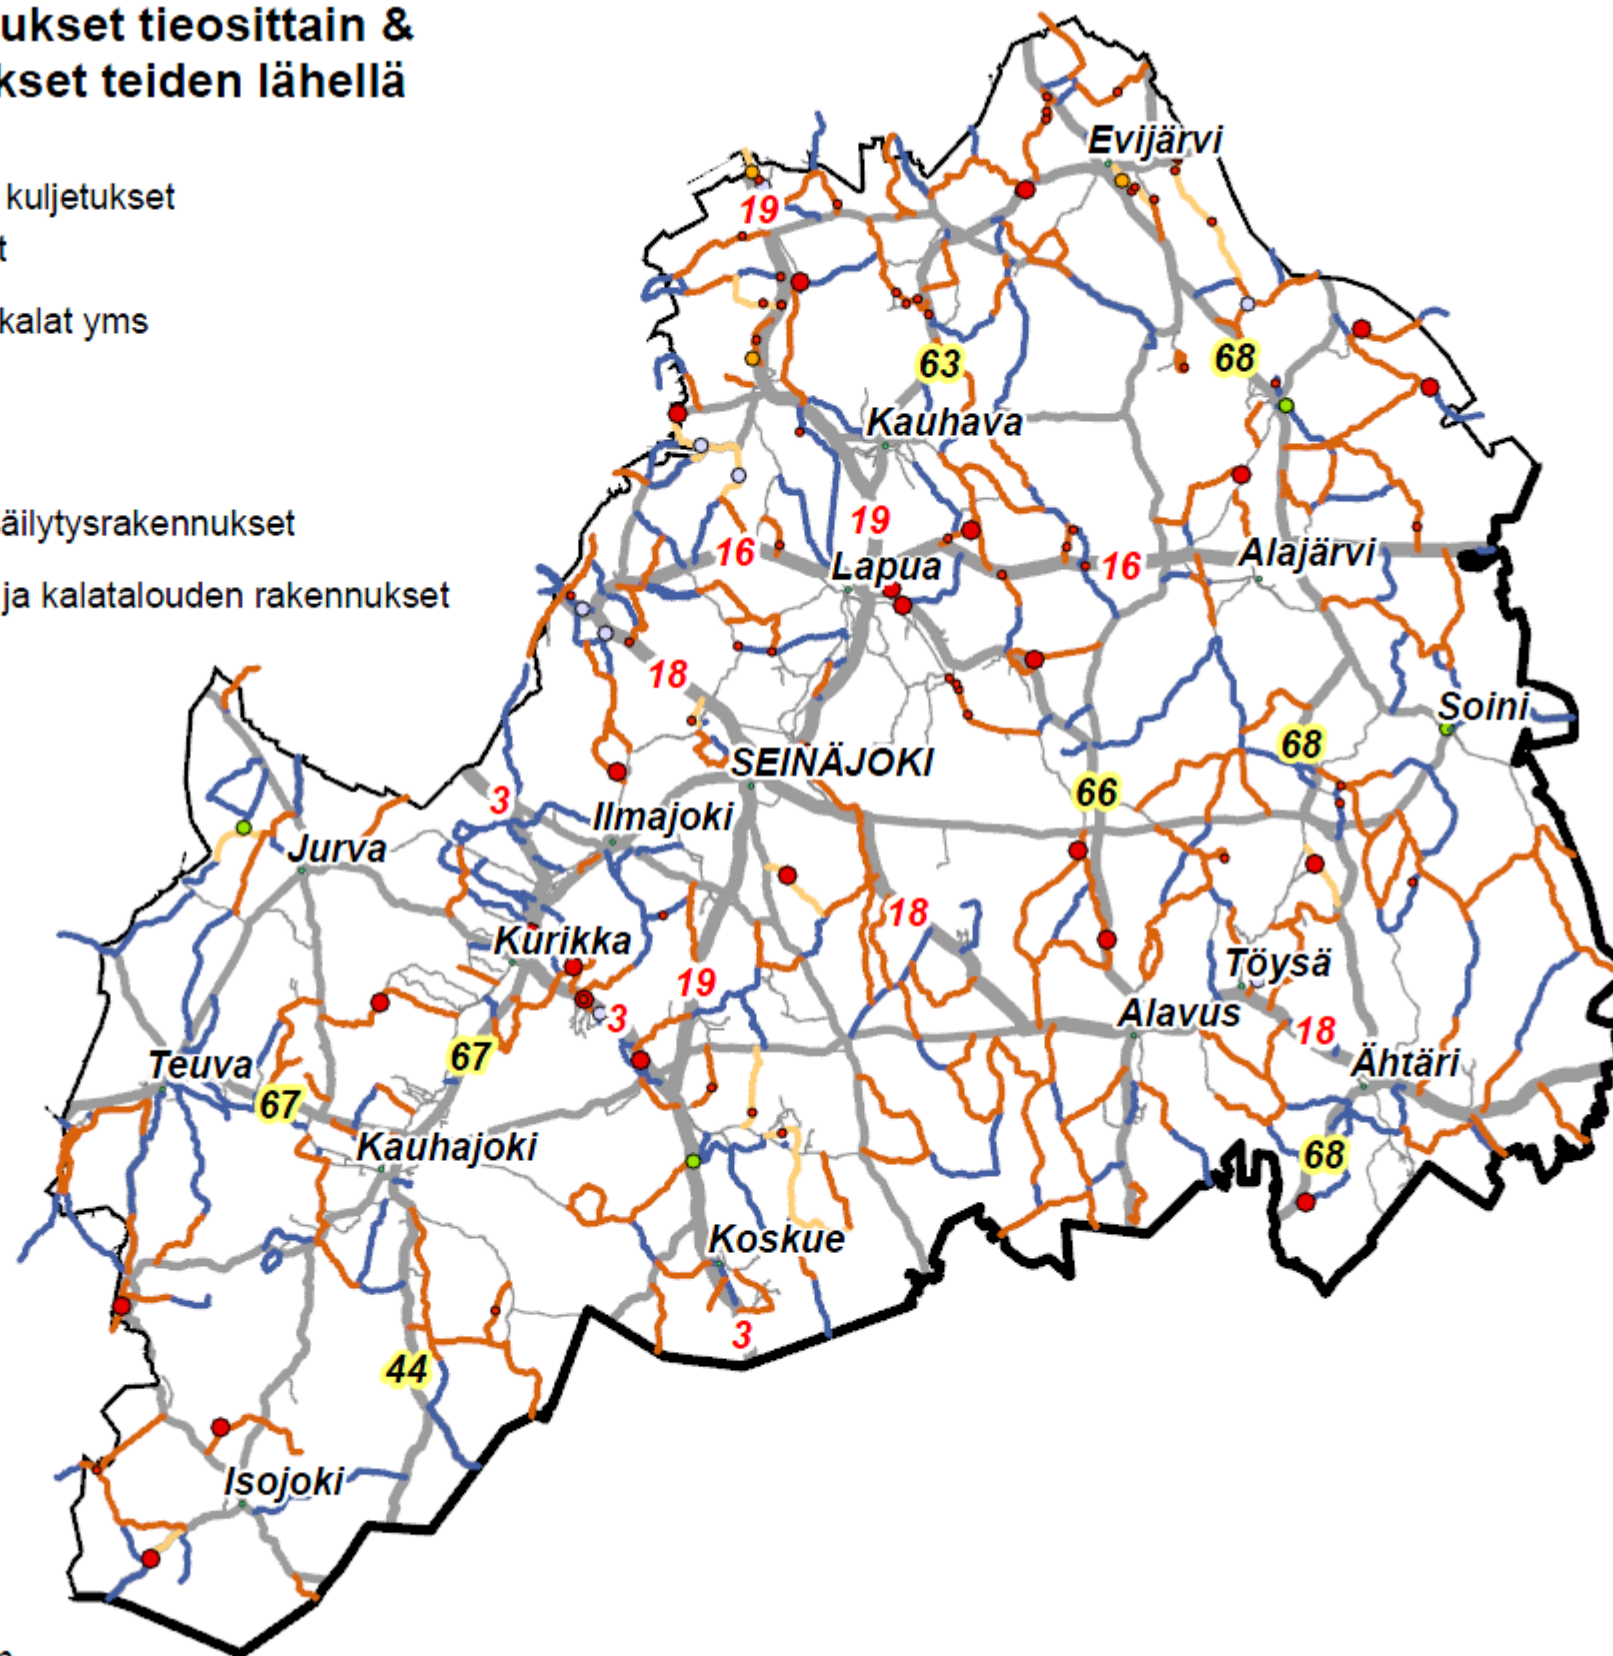 ukset tieosittain &
kset teiden lähellä
kuljetukset
t
kalat yms
säilytysrakennukset
ja kalatalouden rakennukset
Evijärvi
19
63
68
Kauhava
19
16
Lapua
16
Alajärvi
18
Soini
68
SEINÄJOKI
66
3
Ilmajoki
Jurva
18
Kurikka
Töysä
19
3
Alavus
18
67
Teuva
Ähtäri
67
Kauhajoki
68
Koskue
3
44
Isojoki